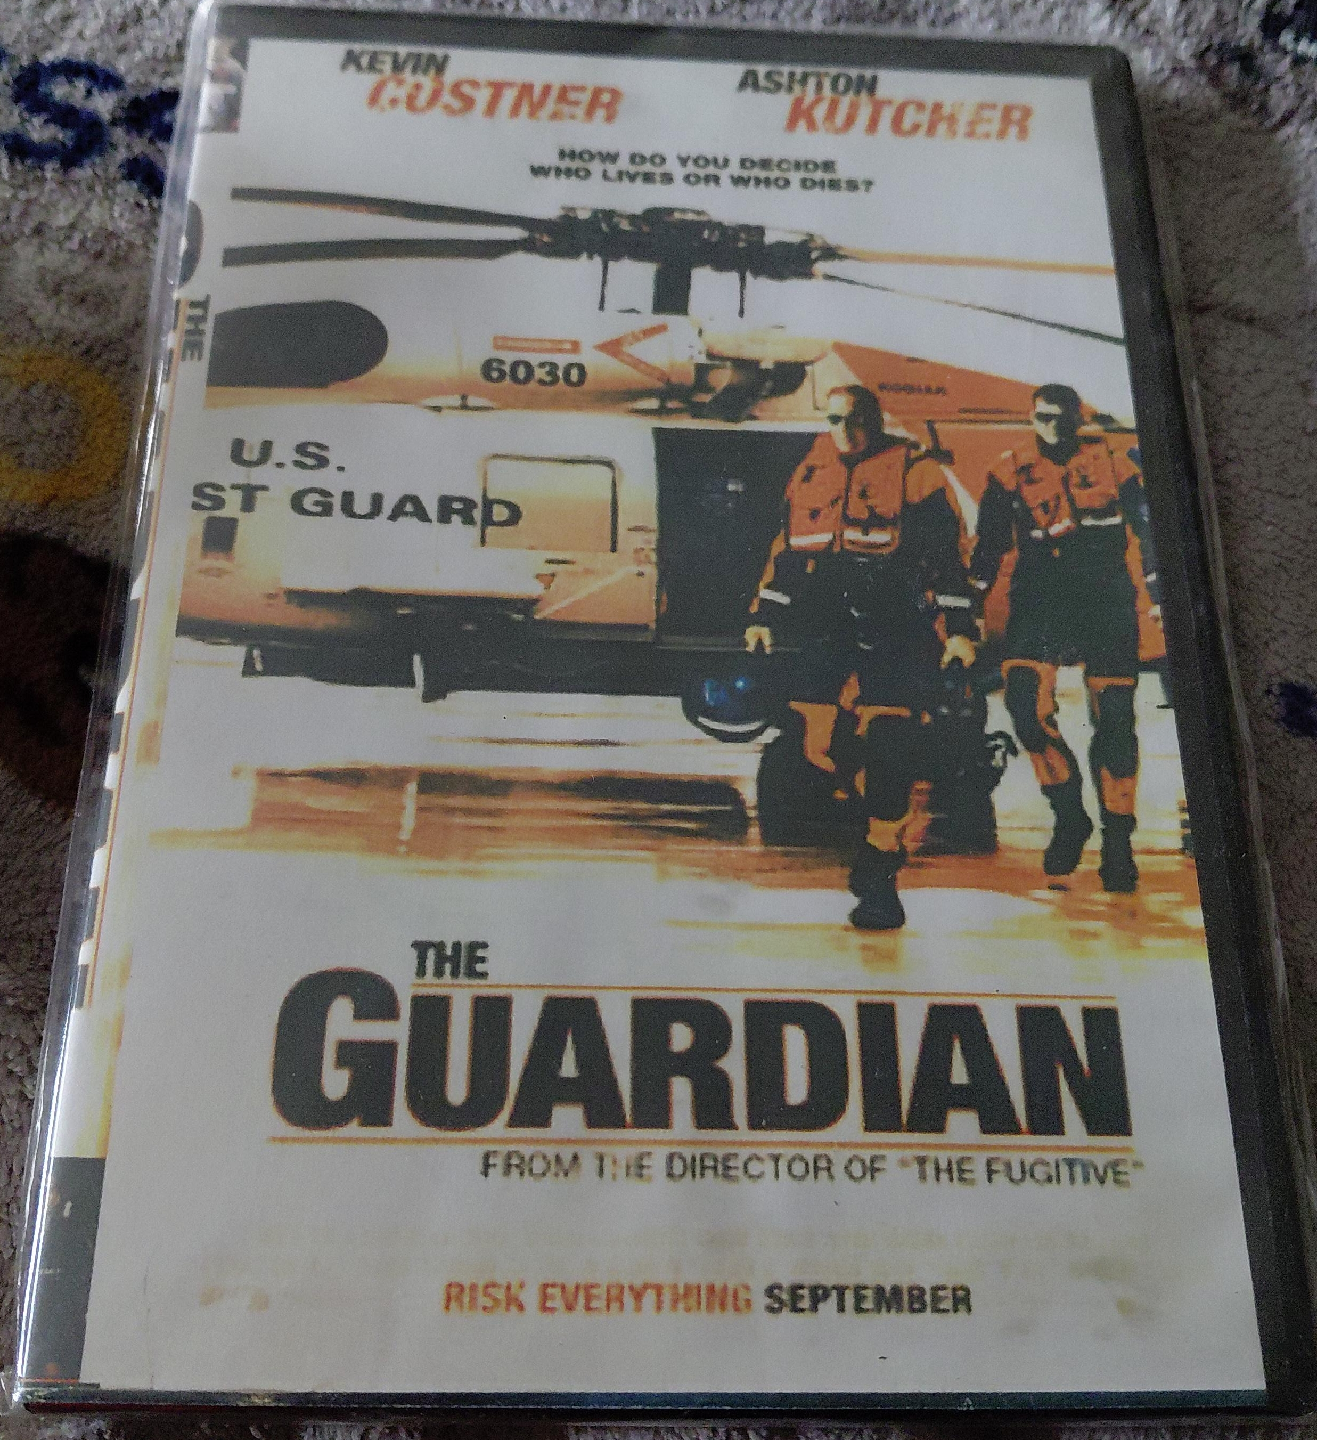 KEVIN
COSTNER
ASHTON
KUTCHER
HOW DO YOU DECIDE
WHO LIVES OR WHO DIES?
THE
6030
KODIAK
U.S.
ST GUARD
THE
GUARDIAN
FROM THE DIRECTOR OF "THE FUGITIVE"
RISK EVERYTHING SEPTEMBER